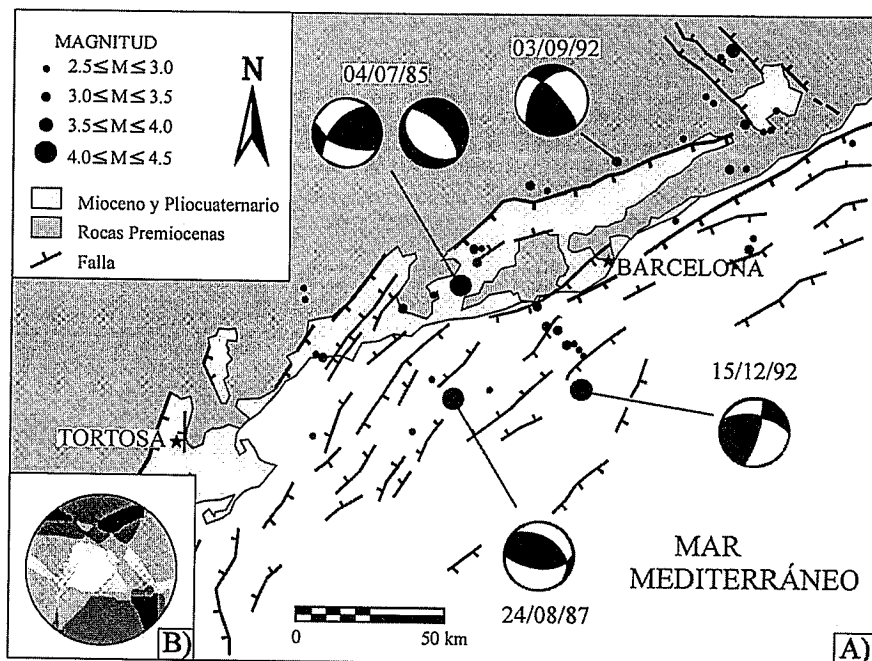 MAGNITUD
2.5≤M≤3.0
3.0≤M≤3.5
3.5≤M≤4.0
4.0≤M≤4.5
N
Mioceno y Pliocuaternario
Rocas Premiocenas
Falla
04/07/85
03/09/92
BARCELONA
15/12/92
TORTOSA
24/08/87
MAR
MEDITERRÁNEO
0 50 km
B)
A)